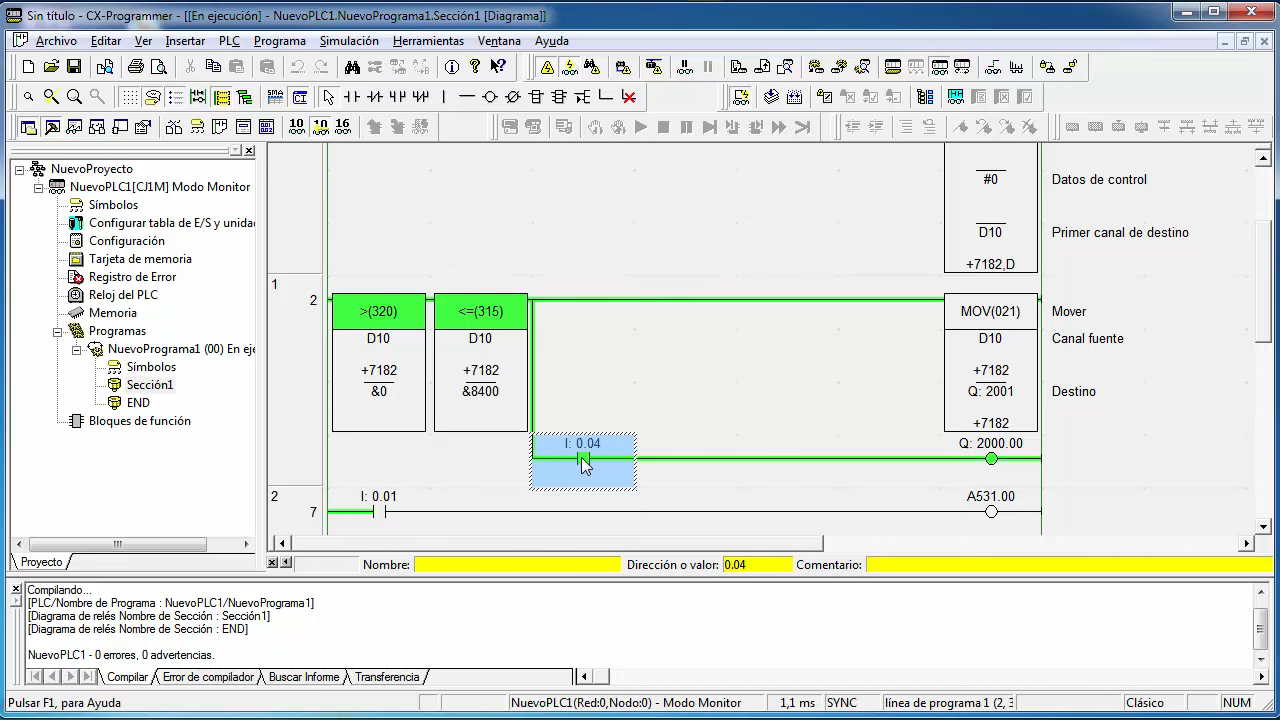 Sin título - CX-Programmer - [[En ejecución] - NuevoPLC1.NuevoPrograma1.Sección1 [Diagrama]]
Archivo Editar Ver Insertar PLC Programa Simulación Herramientas Ventana Ayuda
10 10 16
NuevoProyecto
NuevoPLC1[CJ1M] Modo Monitor
Símbolos
Configurar tabla de E/S y unida
Configuración
Tarjeta de memoria
Registro de Error
Reloj del PLC
Memoria
Programas
NuevoPrograma1 (00) En eje
Símbolos
Sección1
END
Bloques de función
Proyecto
#0 Datos de control
D10 Primer canal de destino
+7182,D
1
2
>(320) <=(315) MOV(021) Mover
D10 D10 D10 Canal fuente
+7182 +7182 +7182
&0 &8400 Q: 2001 Destino
+7182
I: 0.04 Q: 2000.00
2 I: 0.01 A531.00
7
Nombre: Dirección o valor: 0.04 Comentario:
Compilando...
[PLC/Nombre de Programa : NuevoPLC1/NuevoPrograma1]
[Diagrama de relés Nombre de Sección : Sección1]
[Diagrama de relés Nombre de Sección : END]
NuevoPLC1 - 0 errores, 0 advertencias.
Compilar Error de compilador Buscar Informe Transferencia
Pulsar F1, para Ayuda NuevoPLC1(Red:0,Nodo:0) - Modo Monitor 1,1 ms SYNC línea de programa 1 (2, Clásico NUM